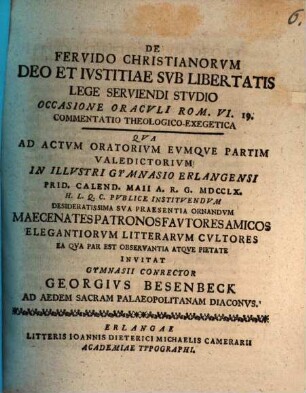 6.
DE
FERVIDO CHRISTIANORVM
DEO ET IVSTITIAE SVB LIBERTATIS
LEGE SERVIENDI STVDIO
OCCASIONE ORACVLI ROM. VI. 19.
COMMENTATIO THEOLOGICO-EXEGETICA
QVA
AD ACTVM ORATORIVM EVMQVE PARTIM
VALEDICTORIVM
IN ILLVSTRI GYMNASIO ERLANGENSI
PRID. CALEND. MAII A. R. G. MDCCLX.
H. L. Q. C. PVBLICE INSTITVENDVM
DESIDERATISSIMA SVA PRAESENTIA ORNANDVM
MAECENATES PATRONOS FAVTORES AMICOS
ELEGANTIORVM LITTERARVM CVLTORES
EA QVA PAR EST OBSERVANTIA ATQVE PIETATE
INVITAT
GYMNASII CONRECTOR
GEORGIVS BESENBECK
AD AEDEM SACRAM PALAEOPOLITANAM DIACONVS.
ERLANGAE
LITTERIS IOANNIS DIETERICI MICHAELIS CAMERARII
ACADEMIAE TYPOGRAPHI.